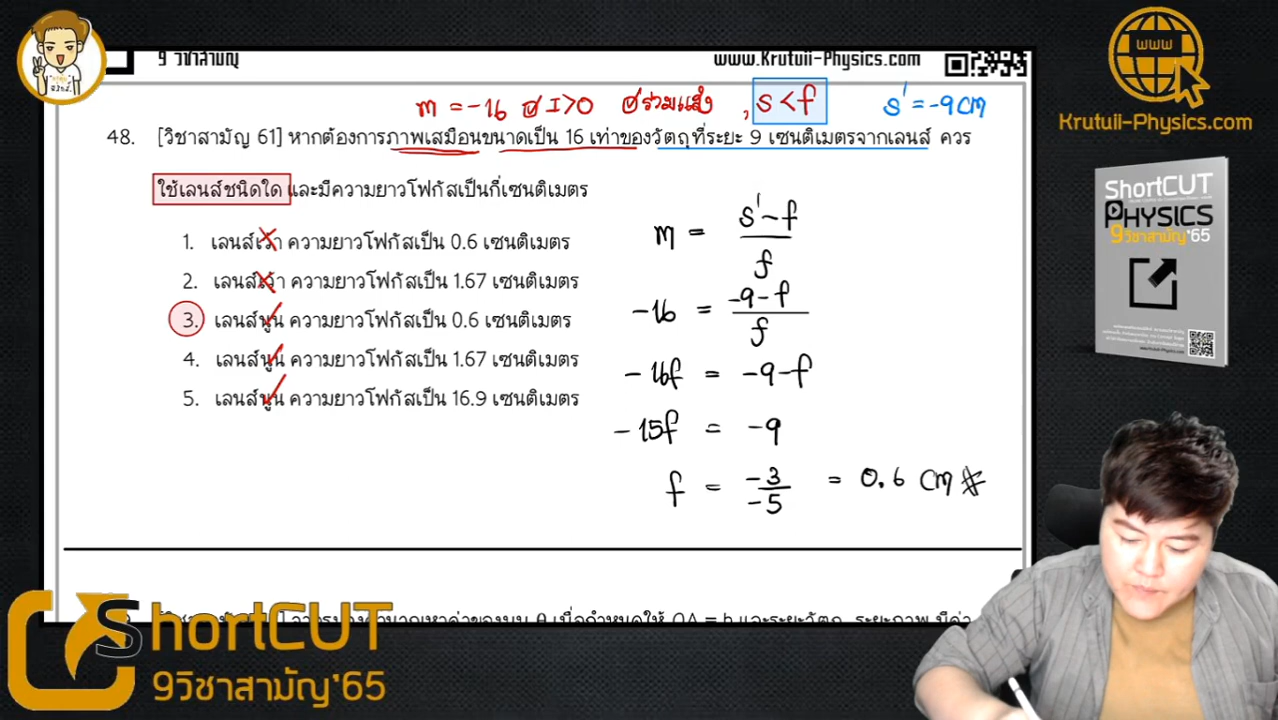 9 วิชาสามัญ
www.Krutuii-Physics.com
m = -16 I>0 รวมแสง , s < f s' = -9 cm
48. [วิชาสามัญ 61] หากต้องการภาพเสมือนขนาดเป็น 16 เท่าของวัตถุที่ระยะ 9 เซนติเมตรจากเลนส์ ควร
ใช้เลนส์ชนิดใด และมีความยาวโฟกัสเป็นกี่เซนติเมตร
1. เลนส์เว้า ความยาวโฟกัสเป็น 0.6 เซนติเมตร
2. เลนส์เว้า ความยาวโฟกัสเป็น 1.67 เซนติเมตร
3. เลนส์นูน ความยาวโฟกัสเป็น 0.6 เซนติเมตร
4. เลนส์นูน ความยาวโฟกัสเป็น 1.67 เซนติเมตร
5. เลนส์นูน ความยาวโฟกัสเป็น 16.9 เซนติเมตร
m = s' - f
f
-16 = -9 - f
f
-16f = -9 - f
-15f = -9
f = -3 = 0.6 cm #
-5
www
Krutuii-Physics.com
ShortCUT
PHYSICS
9วิชาสามัญ'65
ShortCUT
9วิชาสามัญ'65